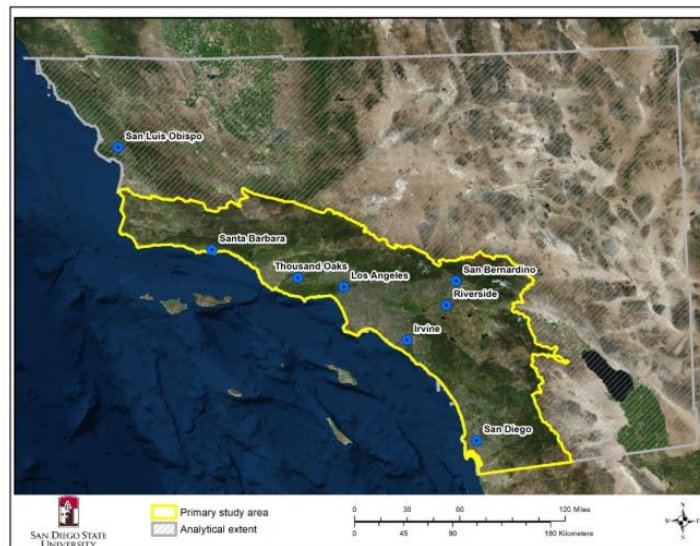 San Luis Obispo
Santa Barbara
Thousand Oaks
Los Angeles
San Bernardino
Riverside
Irvine
San Diego
SAN DIEGO STATE
UNIVERSITY
Primary study area
Analytical extent
0 30 60 120 Miles
0 45 90 180 Kilometers